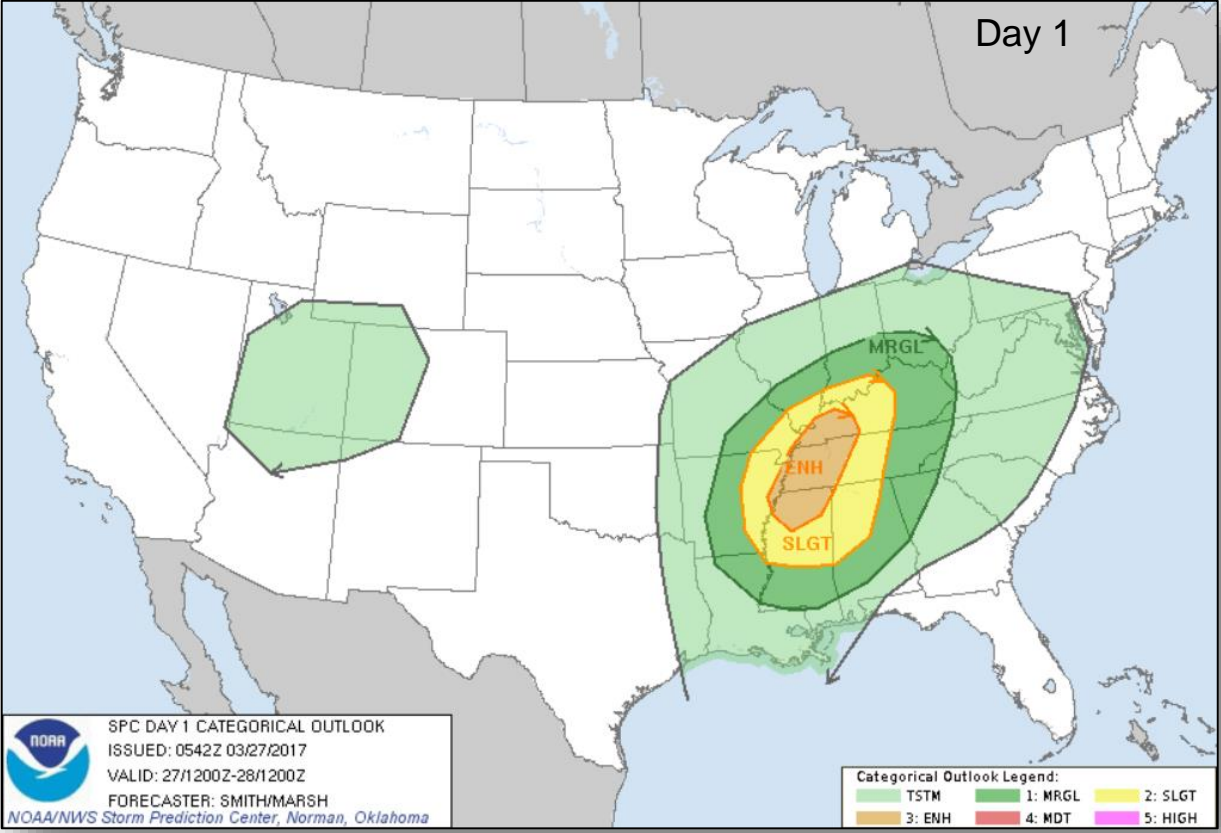 Day 1
MRGL
ENH
SLGT
NOAA
SPC DAY 1 CATEGORICAL OUTLOOK
ISSUED: 0542Z 03/27/2017
VALID: 27/1200Z-28/1200Z
FORECASTER: SMITH/MARSH
NOAA/NWS Storm Prediction Center, Norman, Oklahoma
Categorical Outlook Legend:
TSTM 1: MRGL 2: SLGT
3: ENH 4: MDT 5: HIGH